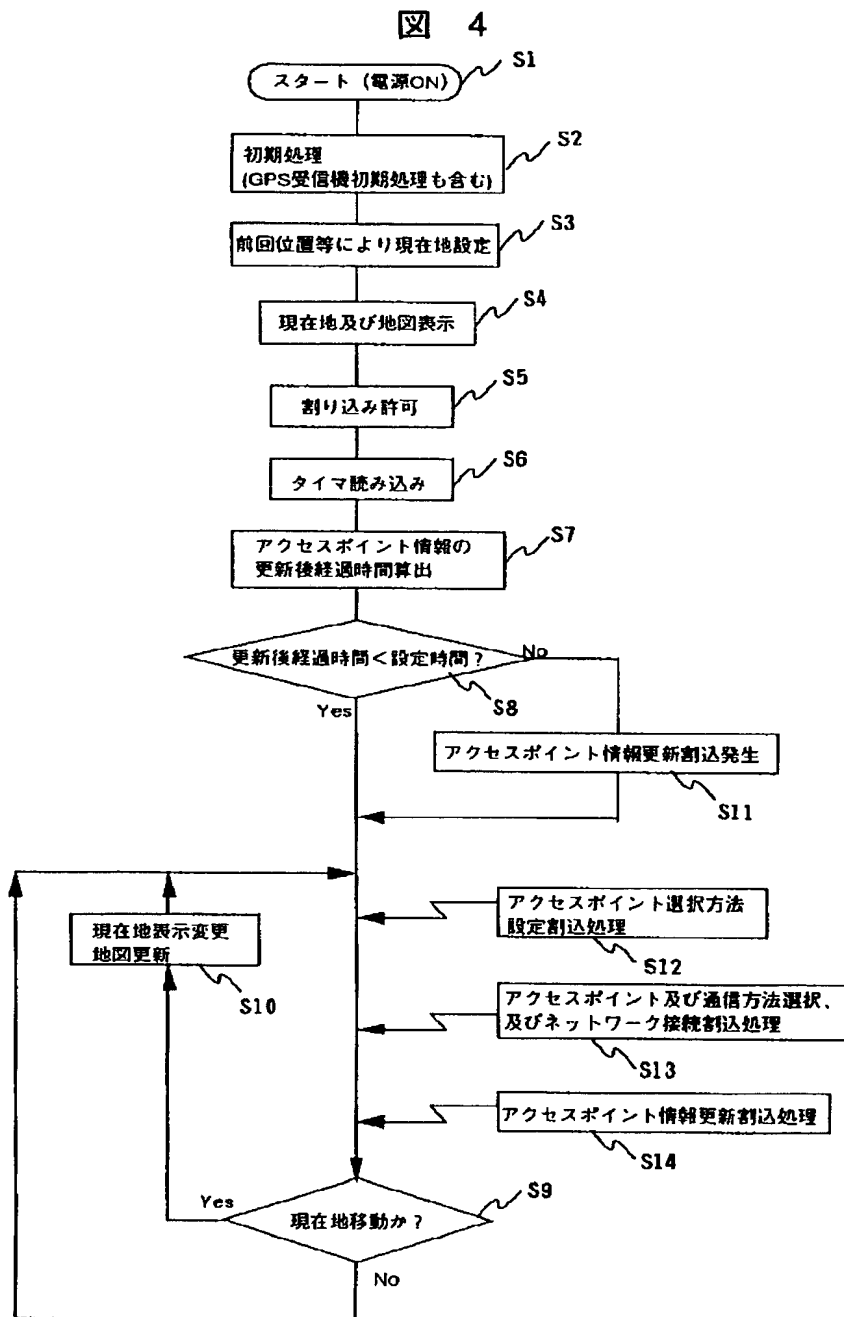 図 4
スタート (電源ON)
S1
初期処理
(GPS受信機初期処理も含む)
S2
前回位置等により現在地設定
S3
現在地及び地図表示
S4
割り込み許可
S5
タイマ読み込み
S6
アクセスポイント情報の
更新後経過時間算出
S7
更新後経過時間<設定時間?
No
S8
Yes
アクセスポイント情報更新割込発生
S11
現在地表示変更
地図更新
S10
アクセスポイント選択方法
設定割込処理
S12
アクセスポイント及び通信方法選択、
及びネットワーク接続割込処理
S13
アクセスポイント情報更新割込処理
S14
Yes
現在地移動か?
S9
No